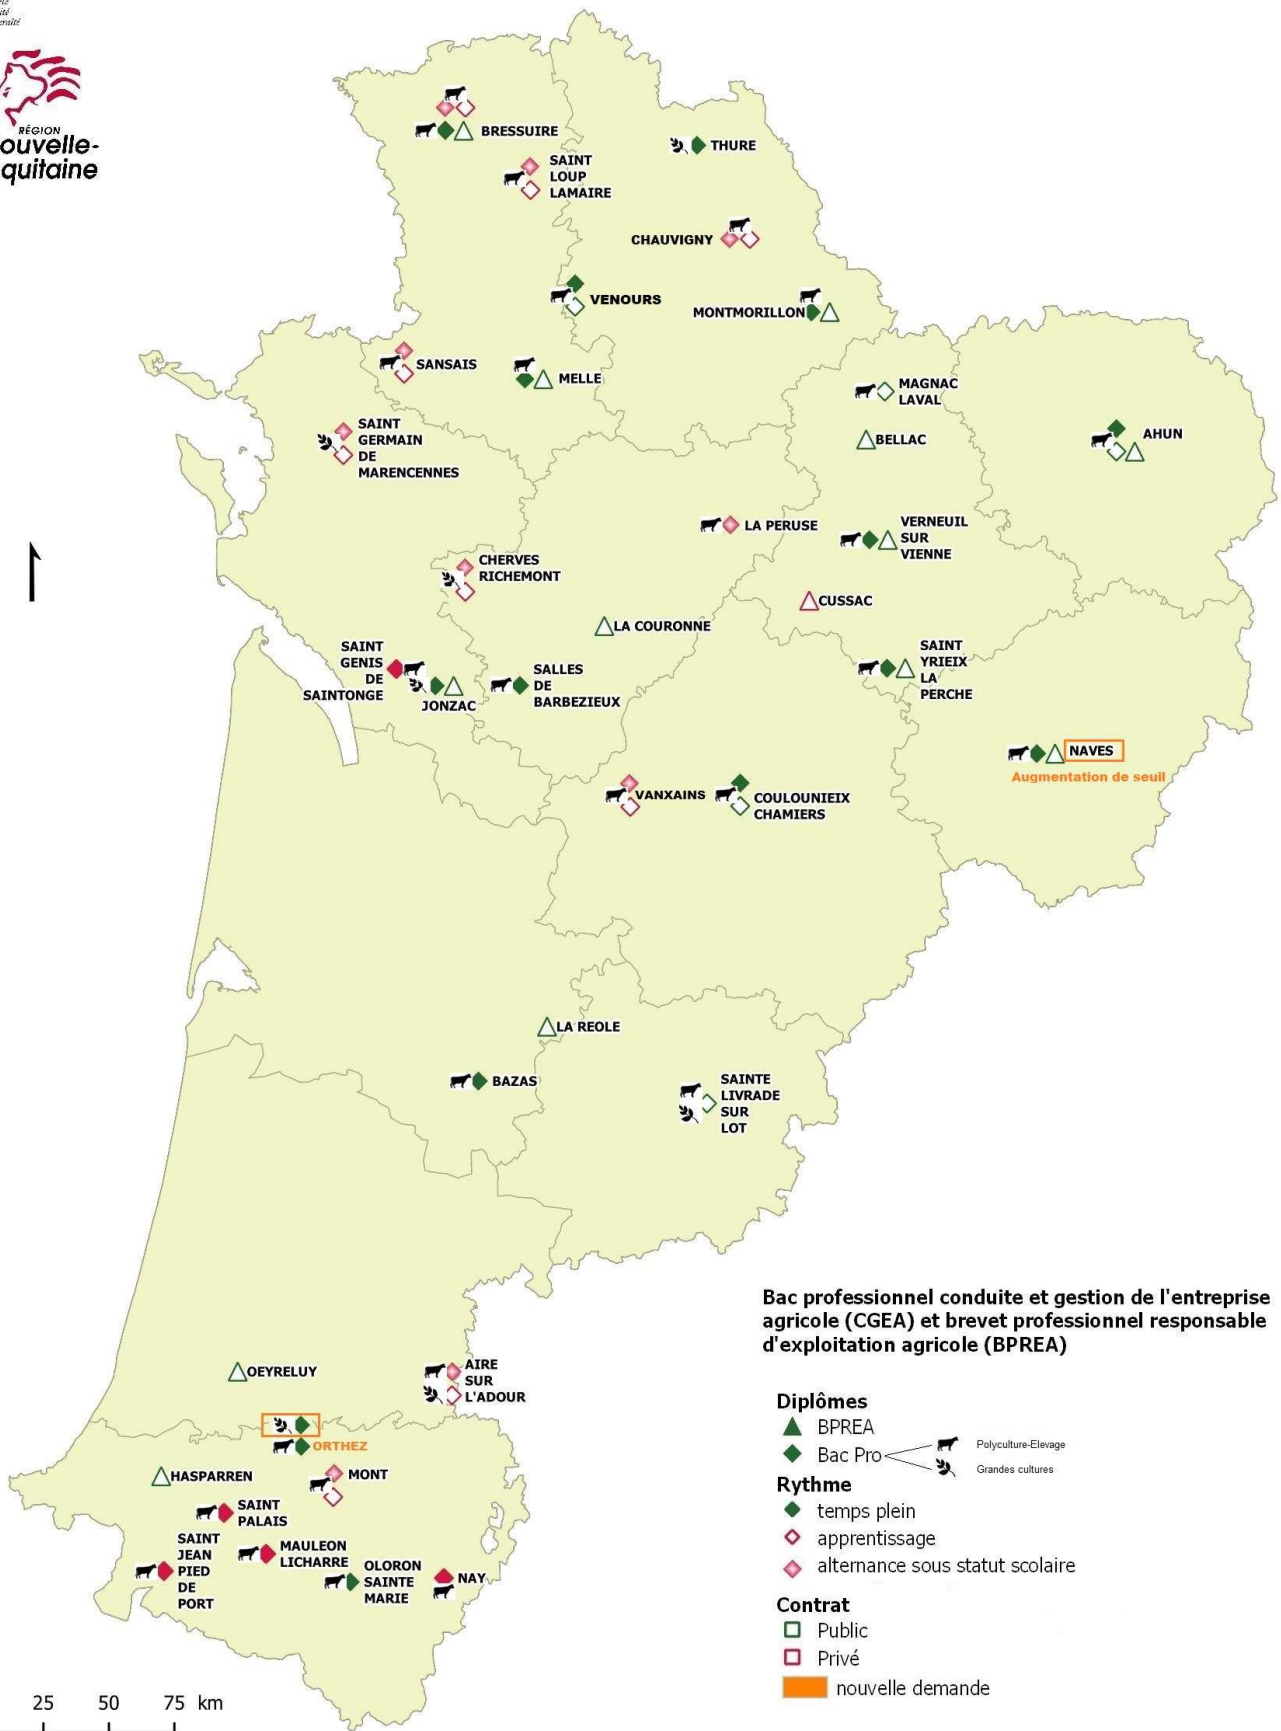 RÉGION
ouvelle-
quitaine
BRESSUIRE
THURE
SAINT
LOUP
LAMAIRE
CHAUVIGNY
VENOURS
MONTMORILLON
SANSAIS
MELLE
MAGNAC
LAVAL
SAINT
GERMAIN
DE
MARENCENNES
BELLAC
AHUN
LA PERUSE
VERNEUIL
SUR
VIENNE
CHERVES
RICHEMONT
CUSSAC
LA COURONNE
SAINT
GENIS
DE
SAINTONGE
JONZAC
SALLES
DE
BARBEZIEUX
SAINT
YRIEIX
LA
PERCHE
NAVES
Augmentation de seuil
VANXAINS
COULOUNIEIX
CHAMIERS
LA REOLE
BAZAS
SAINTE
LIVRADE
SUR
LOT
OEYRELUY
AIRE
SUR
L'ADOUR
ORTHEZ
HASPARREN
MONT
SAINT
PALAIS
SAINT
JEAN
PIED
DE
PORT
MAULEON
LICHARRE
OLORON
SAINTE
MARIE
NAY
Bac professionnel conduite et gestion de l'entreprise
agricole (CGEA) et brevet professionnel responsable
d'exploitation agricole (BPREA)
Diplômes
BPREA
Bac Pro
Polyculture-Elevage
Grandes cultures
Rythme
temps plein
apprentissage
alternance sous statut scolaire
Contrat
Public
Privé
nouvelle demande
25 50 75 km